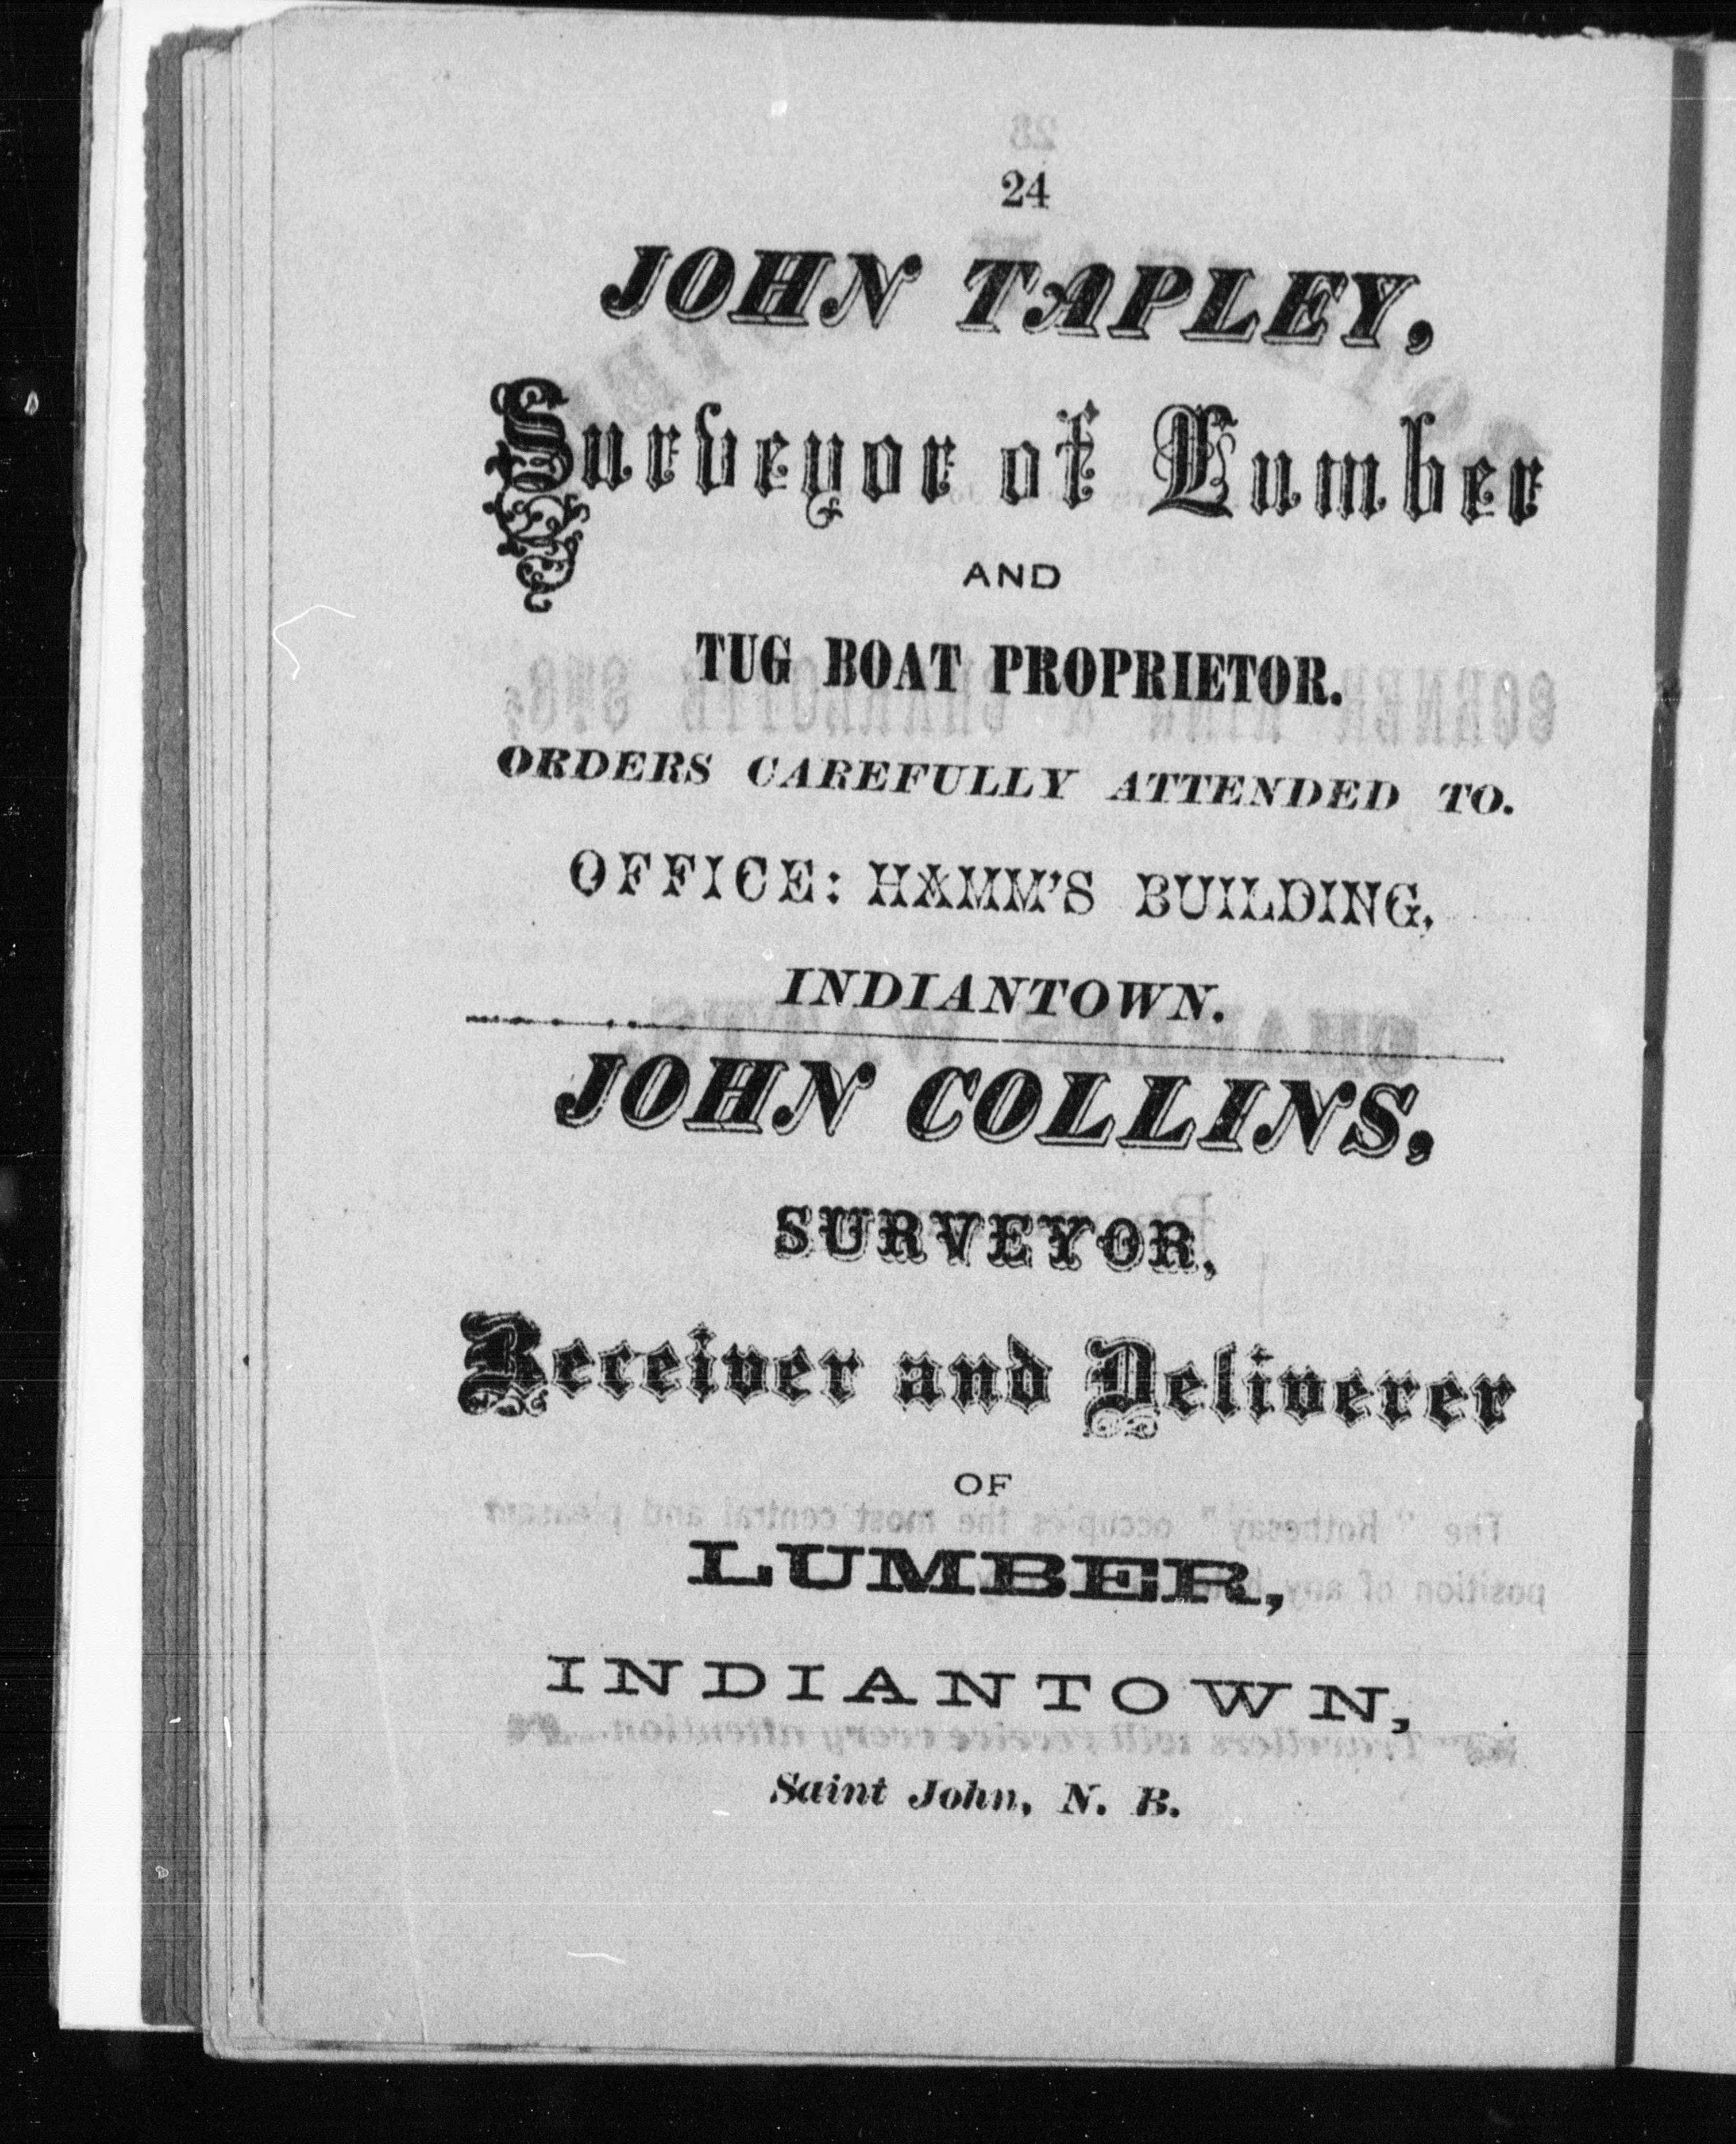 24
JOHN TAPLEY,
Surveyor of Lumber
AND
TUG BOAT PROPRIETOR.
ORDERS CAREFULLY ATTENDED TO.
OFFICE: HAMM'S BUILDING,
INDIANTOWN.
JOHN COLLINS,
SURVEYOR,
Receiver and Deliverer
OF
LUMBER,
INDIANTOWN,
Saint John, N. B.